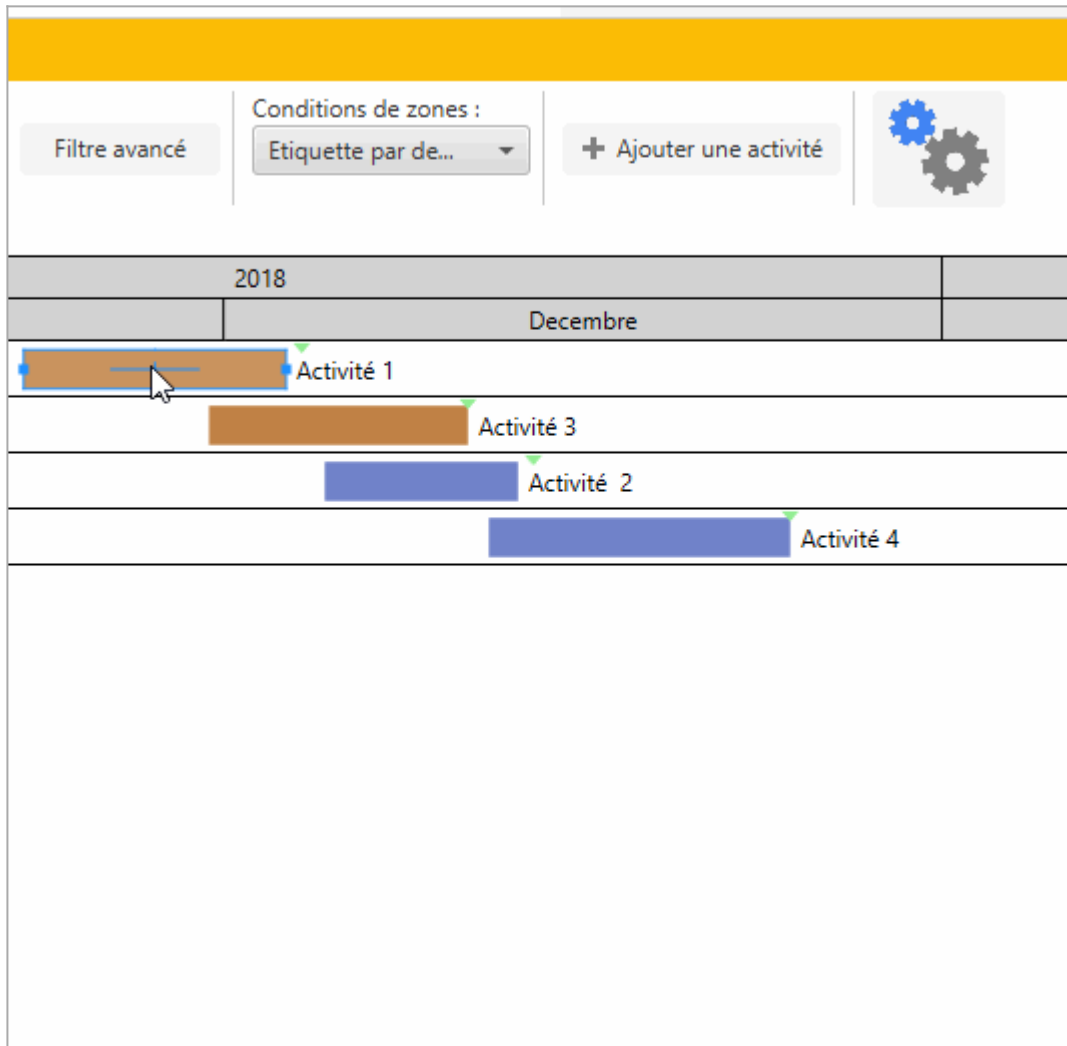 Conditions de zones :
Filtre avancé
Etiquette par de...
Ajouter une activité
2018
Decembre
Activité 1
Activité 3
Activité  2
Activité 4